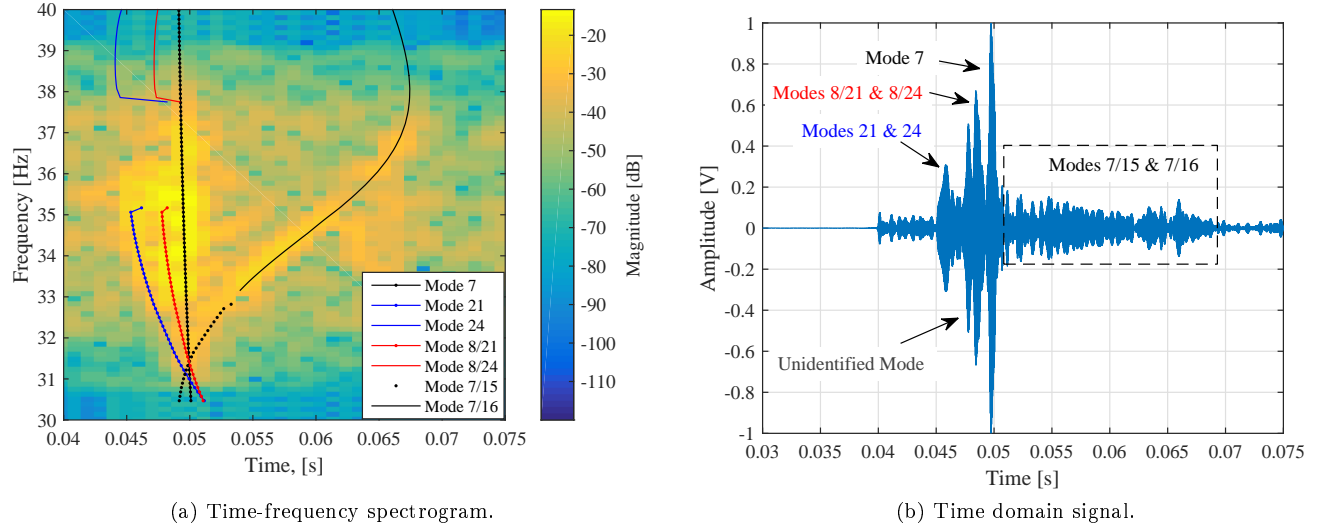 40
39
38
37
36
35
34
33
32
31
30
Frequency [Hz]
0.04 0.045 0.05 0.055 0.06 0.065 0.07 0.075
Time, [s]
Mode 7
Mode 21
Mode 24
Mode 8/21
Mode 8/24
Mode 7/15
Mode 7/16
-20
-30
-40
-50
-60
-70
-80
-90
-100
-110
Magnitude [dB]
(a) Time-frequency spectrogram.
1
0.8
0.6
0.4
0.2
0
-0.2
-0.4
-0.6
-0.8
-1
Amplitude [V]
Mode 7
Modes 8/21 & 8/24
Modes 21 & 24
Modes 7/15 & 7/16
Unidentified Mode
0.03 0.035 0.04 0.045 0.05 0.055 0.06 0.065 0.07 0.075
Time [s]
(b) Time domain signal.